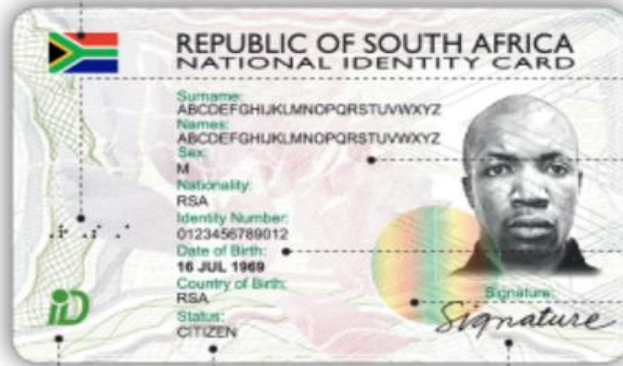 REPUBLIC OF SOUTH AFRICA
NATIONAL IDENTITY CARD
Surname:
ABCDEFGHIJKLMNOPQRSTUVWXYZ
Names:
ABCDEFGHIJKLMNOPQRSTUVWXYZ
Sex:
M
Nationality:
RSA
Identity Number:
0123456789012
Date of Birth:
16 JUL 1969
Country of Birth:
RSA
Status:
CITIZEN
iD
Signature:
Signature